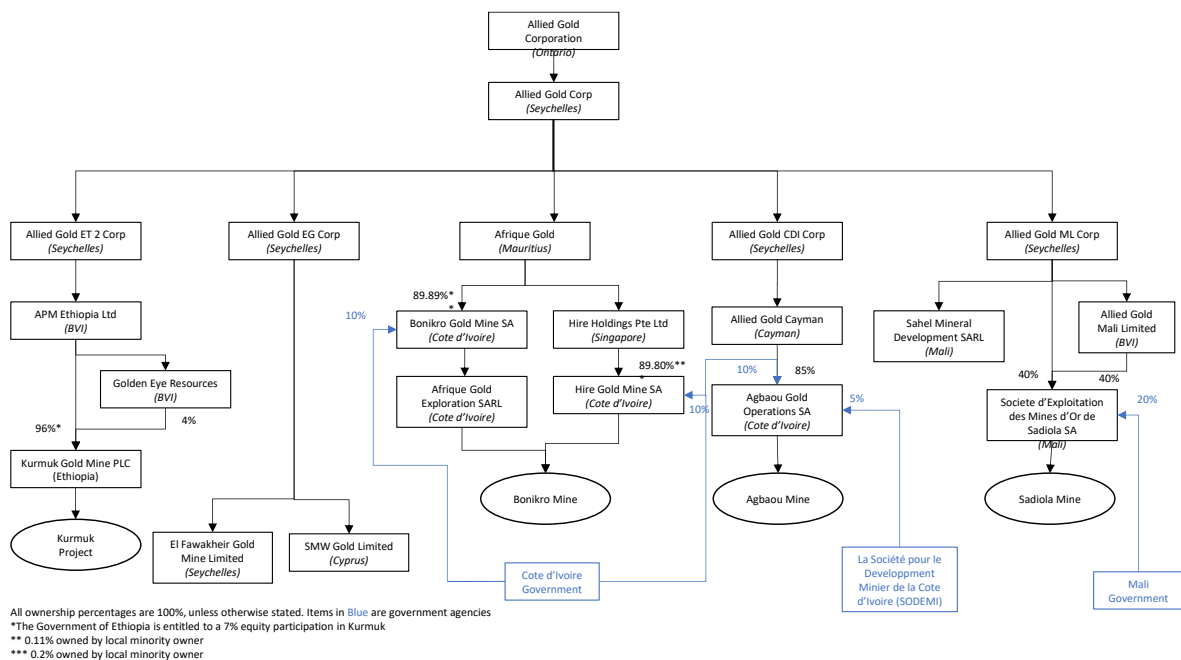 Allied Gold
Corporation
(Ontario)
Allied Gold Corp
(Seychelles)
Allied Gold ET 2 Corp
(Seychelles)
Allied Gold EG Corp
(Seychelles)
Afrique Gold
(Mauritius)
Allied Gold CDI Corp
(Seychelles)
Allied Gold ML Corp
(Seychelles)
APM Ethiopia Ltd
(BVI)
Golden Eye Resources
(BVI)
96%*
4%
Kurmuk Gold Mine PLC
(Ethiopia)
Kurmuk
Project
El Fawakheir Gold
Mine Limited
(Seychelles)
SMW Gold Limited
(Cyprus)
10%
89.89%*
*
Bonikro Gold Mine SA
(Cote d’Ivoire)
Hire Holdings Pte Ltd
(Singapore)
89.80%**
*
Afrique Gold
Exploration SARL
(Cote d’Ivoire)
Hire Gold Mine SA
(Cote d’Ivoire)
10%
Bonikro Mine
Allied Gold Cayman
(Cayman)
10%
85%
Agbaou Gold
Operations SA
(Cote d’Ivoire)
5%
Agbaou Mine
Sahel Mineral
Development SARL
(Mali)
Allied Gold
Mali Limited
(BVI)
40%
40%
Societe d’Exploitation
des Mines d’Or de
Sadiola SA
(Mali)
20%
Sadiola Mine
Cote d’Ivoire
Government
La Société pour le
Developpment
Minier de la Cote
d’Ivoire (SODEMI)
Mali
Government
All ownership percentages are 100%, unless otherwise stated. Items in Blue are government agencies
*The Government of Ethiopia is entitled to a 7% equity participation in Kurmuk
** 0.11% owned by local minority owner
*** 0.2% owned by local minority owner